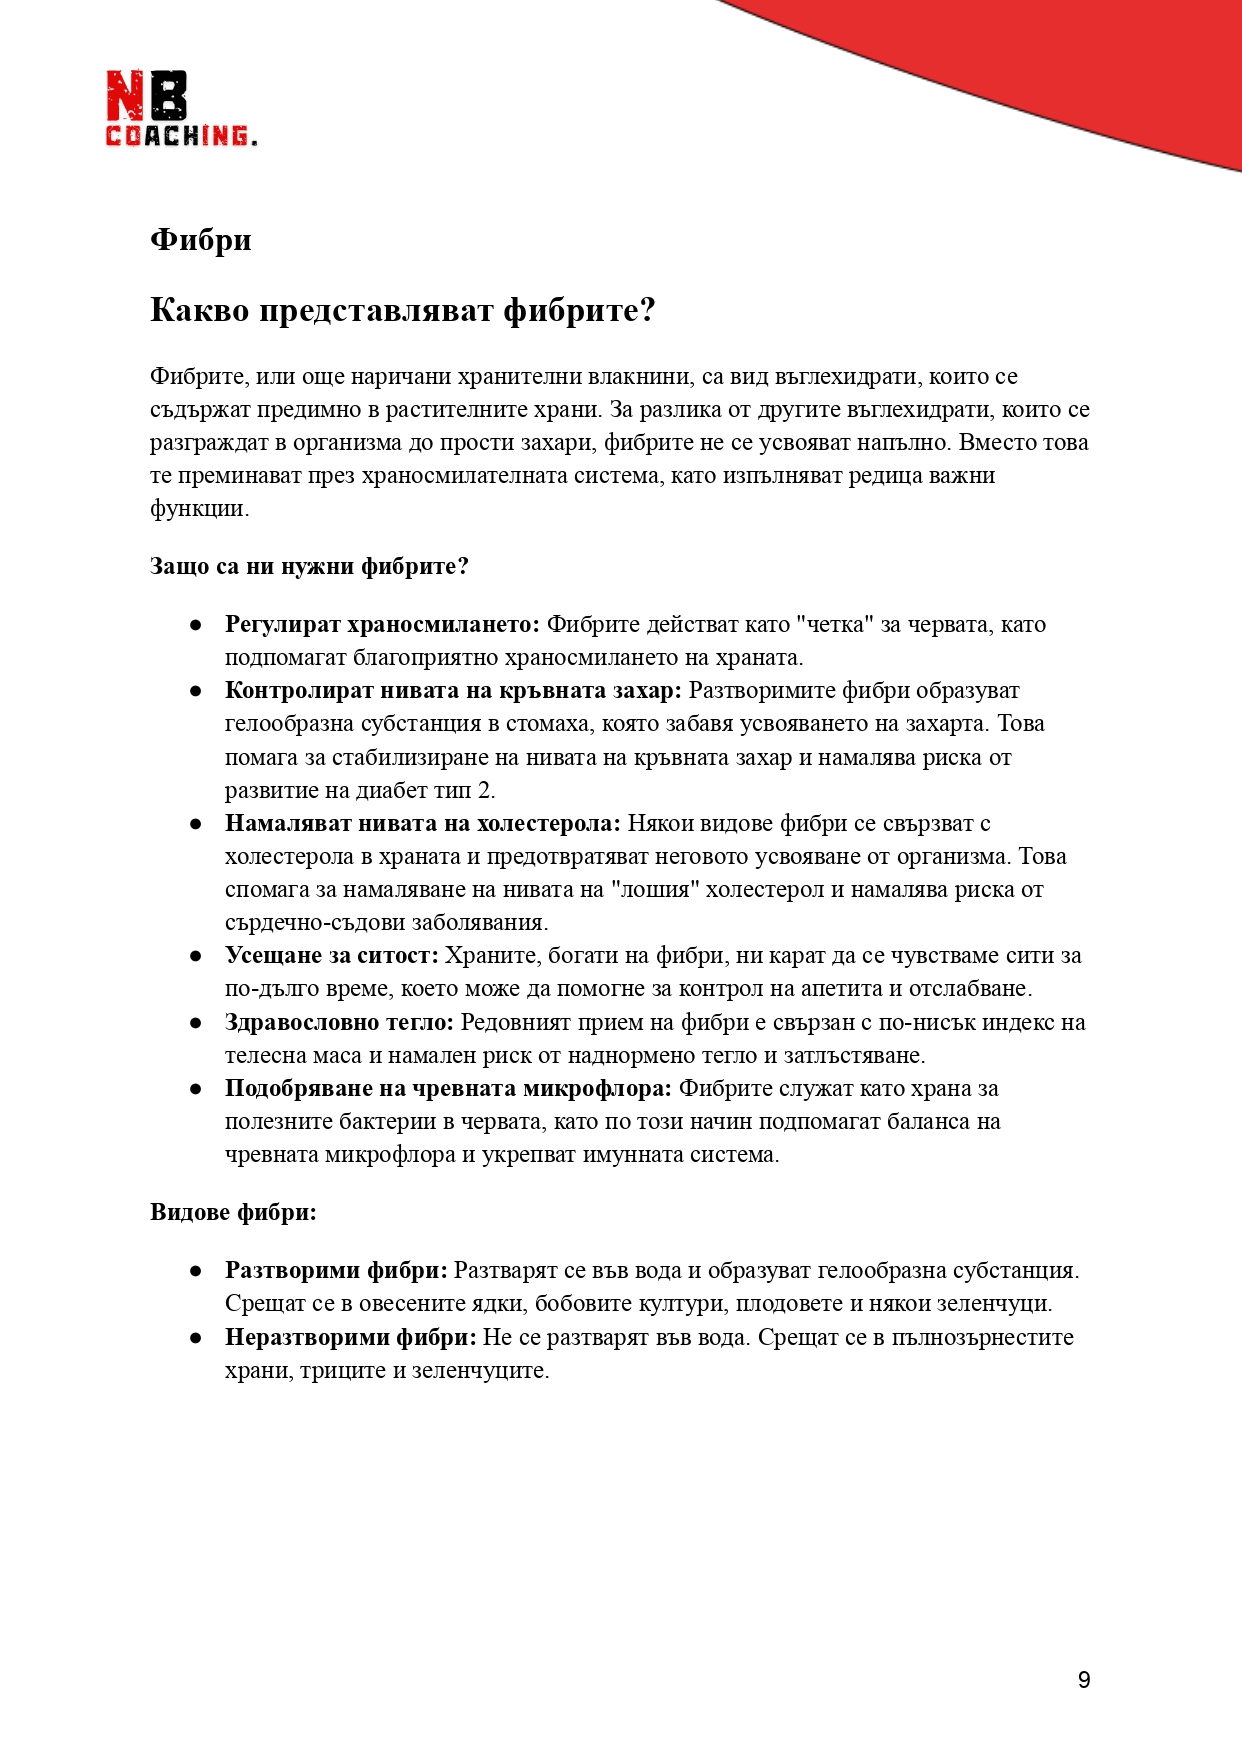 NB
COACHING.
Фибри
Какво представляват фибрите?
Фибрите, или още наричани хранителни влакнини, са вид въглехидрати, които се
съдържат предимно в растителните храни. За разлика от другите въглехидрати, които се
разграждат в организма до прости захари, фибрите не се усвояват напълно. Вместо това
те преминават през храносмилателната система, като изпълняват редица важни
функции.
Защо са ни нужни фибрите?
● Регулират храносмилането: Фибрите действат като "четка" за червата, като
подпомагат благоприятно храносмилането на храната.
● Контролират нивата на кръвната захар: Разтворимите фибри образуват
гелообразна субстанция в стомаха, която забавя усвояването на захарта. Това
помага за стабилизиране на нивата на кръвната захар и намалява риска от
развитие на диабет тип 2.
● Намаляват нивата на холестерола: Някои видове фибри се свързват с
холестерола в храната и предотвратяват неговото усвояване от организма. Това
спомага за намаляване на нивата на "лошия" холестерол и намалява риска от
сърдечно-съдови заболявания.
● Усещане за ситост: Храните, богати на фибри, ни карат да се чувстваме сити за
по-дълго време, което може да помогне за контрол на апетита и отслабване.
● Здравословно тегло: Редовният прием на фибри е свързан с по-нисък индекс на
телесна маса и намален риск от наднормено тегло и затлъстяване.
● Подобряване на чревната микрофлора: Фибрите служат като храна за
полезните бактерии в червата, като по този начин подпомагат баланса на
чревната микрофлора и укрепват имунната система.
Видове фибри:
● Разтворими фибри: Разтварят се във вода и образуват гелообразна субстанция.
Срещат се в овесените ядки, бобовите култури, плодовете и някои зеленчуци.
● Неразтворими фибри: Не се разтварят във вода. Срещат се в пълнозърнестите
храни, триците и зеленчуците.
9